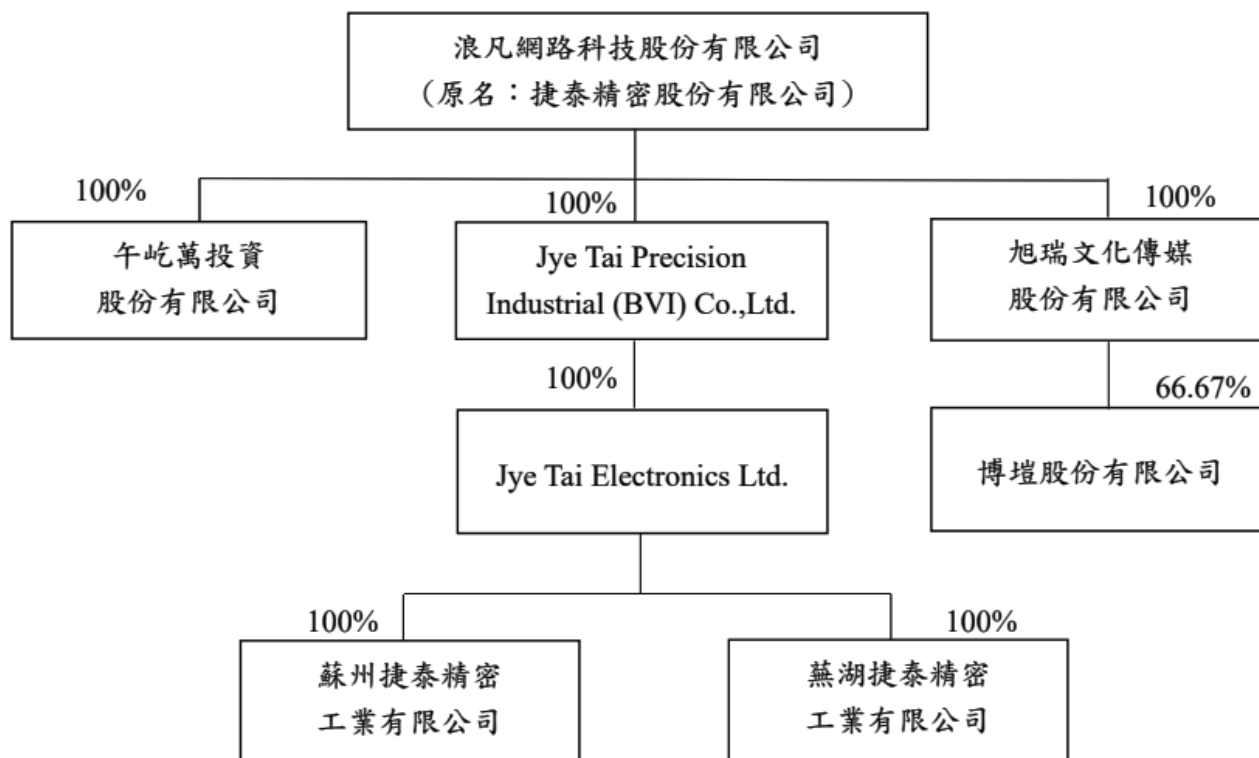 浪凡網路科技股份有限公司
(原名：捷泰精密股份有限公司)
100%
100%
100%
午屹萬投資
股份有限公司
Jye Tai Precision
Industrial (BVI) Co.,Ltd.
旭瑞文化傳媒
股份有限公司
100%
66.67%
Jye Tai Electronics Ltd.
博塏股份有限公司
100%
100%
蘇州捷泰精密
工業有限公司
蕪湖捷泰精密
工業有限公司